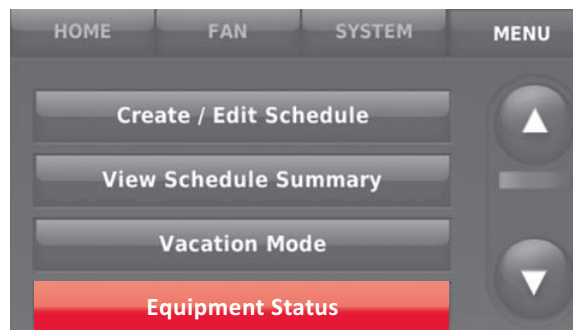 HOME FAN SYSTEM MENU
Create / Edit Schedule
View Schedule Summary
Vacation Mode
Equipment Status